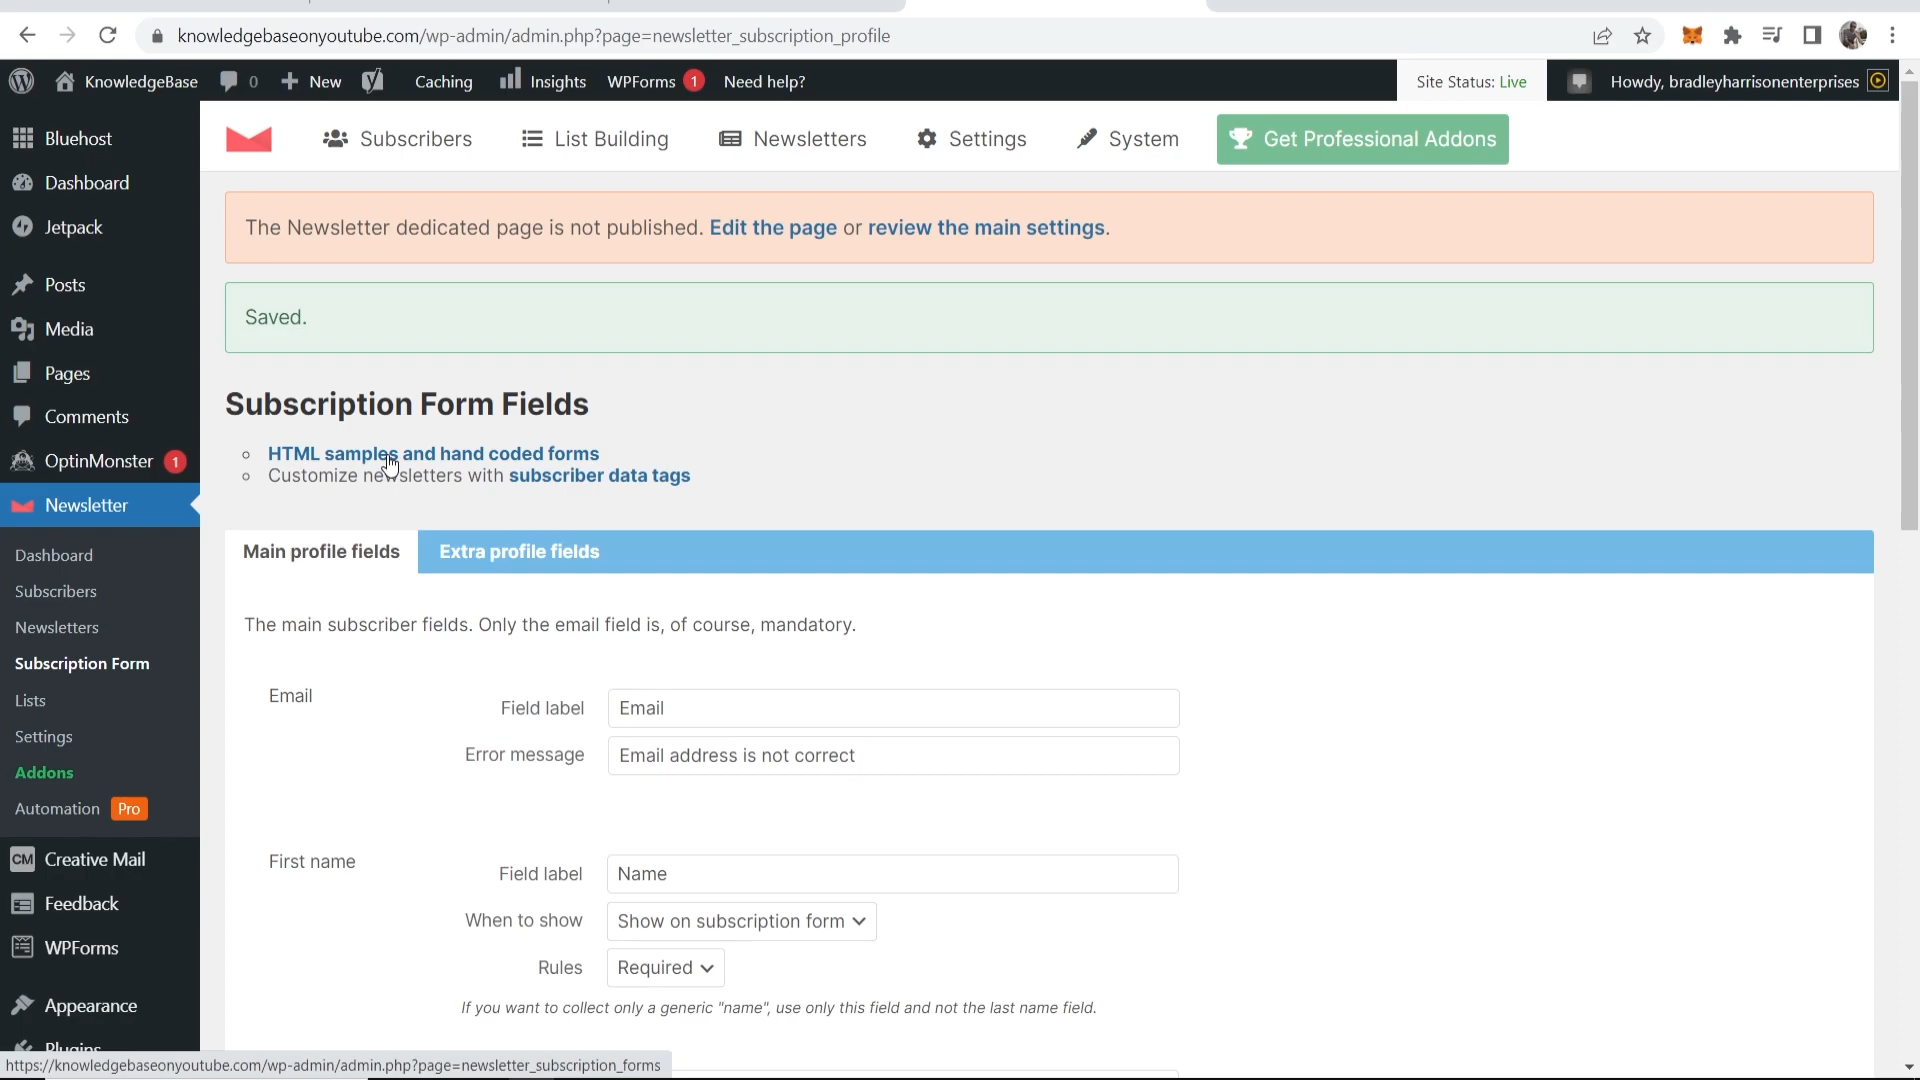 knowledgebaseonyoutube.com/wp-admin/admin.php?page=newsletter_subscription_profile
KnowledgeBase 0 New Caching Insights WPForms 1 Need help? Site Status: Live Howdy, bradleyharrisonenterprises
Subscribers List Building Newsletters Settings System Get Professional Addons
Bluehost
Dashboard
Jetpack
Posts
Media
Pages
Comments
OptinMonster 1
Newsletter
Dashboard
Subscribers
Newsletters
Subscription Form
Lists
Settings
Addons
Automation Pro
CM Creative Mail
Feedback
WPForms
Appearance
Plugins
The Newsletter dedicated page is not published. Edit the page or review the main settings.
Saved.
Subscription Form Fields
HTML samples and hand coded forms
Customize newsletters with subscriber data tags
Main profile fields Extra profile fields
The main subscriber fields. Only the email field is, of course, mandatory.
Email
Field label Email
Error message Email address is not correct
First name
Field label Name
When to show Show on subscription form
Rules Required
If you want to collect only a generic "name", use only this field and not the last name field.
https://knowledgebaseonyoutube.com/wp-admin/admin.php?page=newsletter_subscription_forms